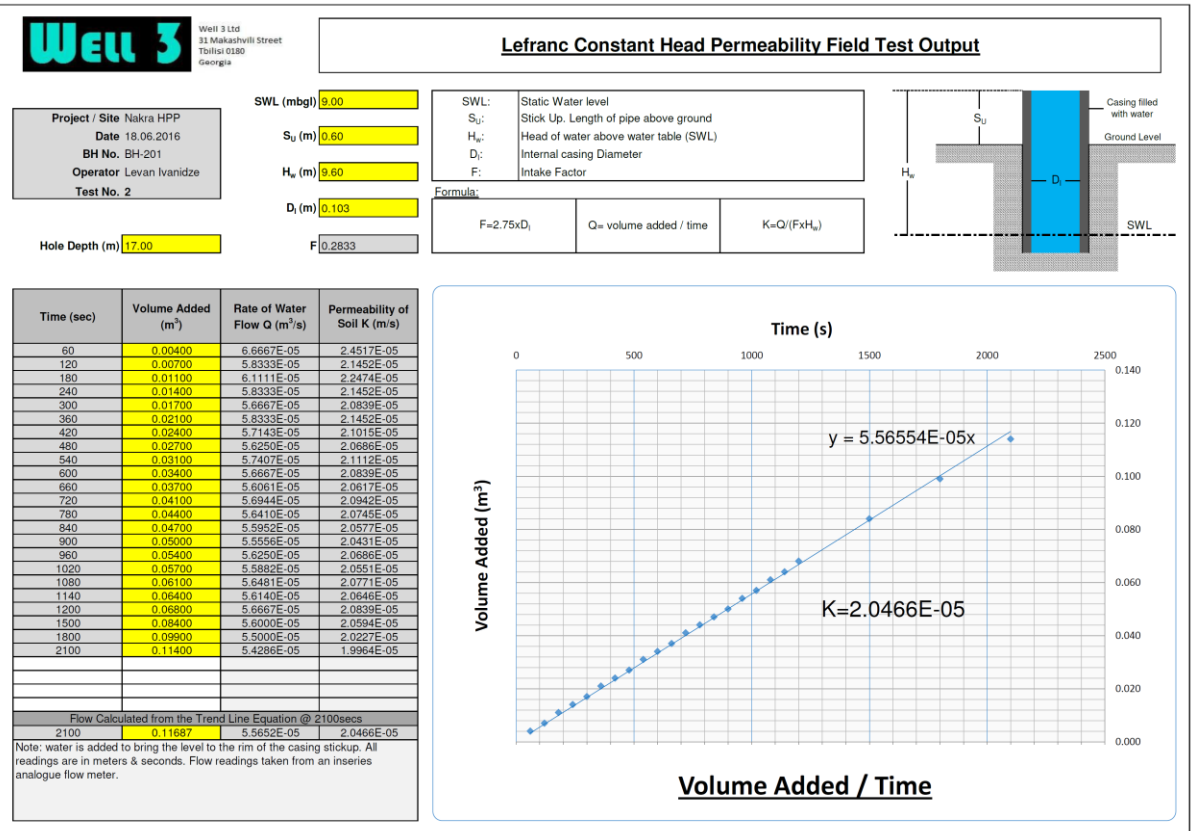 WELL 3
Well 3 Ltd
31 Makashvili Street
Tbilisi 0180
Georgia
Lefranc Constant Head Permeability Field Test Output
Project / Site Nakra HPP
Date 18.06.2016
BH No. BH-201
Operator Levan Ivanidze
Test No. 2
Hole Depth (m) 17.00
SWL (mbgl) 9.00
SU (m) 0.60
Hw (m) 9.60
DI (m) 0.103
F 0.2833
SWL: Static Water level
SU: Stick Up. Length of pipe above ground
Hw: Head of water above water table (SWL)
DI: Internal casing Diameter
F: Intake Factor
Formula:
F=2.75xDI Q= volume added / time K=Q/(FxHw)
Casing filled
with water
SU
Ground Level
Hw
DI
SWL
Time (sec) Volume Added (m³) Rate of Water Flow Q (m³/s) Permeability of Soil K (m/s)
60 0.00400 6.6667E-05 2.4517E-05
120 0.00700 5.8333E-05 2.1452E-05
180 0.01100 6.1111E-05 2.2474E-05
240 0.01400 5.8333E-05 2.1452E-05
300 0.01700 5.6667E-05 2.0839E-05
360 0.02100 5.8333E-05 2.1452E-05
420 0.02400 5.7143E-05 2.1015E-05
480 0.02700 5.6250E-05 2.0686E-05
540 0.03100 5.7407E-05 2.1112E-05
600 0.03400 5.6667E-05 2.0839E-05
660 0.03700 5.6061E-05 2.0617E-05
720 0.04100 5.6944E-05 2.0942E-05
780 0.04400 5.6410E-05 2.0745E-05
840 0.04700 5.5952E-05 2.0577E-05
900 0.05000 5.5556E-05 2.0431E-05
960 0.05400 5.6250E-05 2.0686E-05
1020 0.05700 5.5882E-05 2.0551E-05
1080 0.06100 5.6481E-05 2.0771E-05
1140 0.06400 5.6140E-05 2.0646E-05
1200 0.06800 5.6667E-05 2.0839E-05
1500 0.08400 5.6000E-05 2.0594E-05
1800 0.09900 5.5000E-05 2.0227E-05
2100 0.11400 5.4286E-05 1.9964E-05
Flow Calculated from the Trend Line Equation @ 2100secs
2100 0.11687 5.5652E-05 2.0466E-05
Note: water is added to bring the level to the rim of the casing stickup. All
readings are in meters & seconds. Flow readings taken from an inseries
analogue flow meter.
Time (s)
0 500 1000 1500 2000 2500
0.140
0.120
0.100
0.080
0.060
0.040
0.020
0.000
y = 5.56554E-05x
K=2.0466E-05
Volume Added (m³)
Volume Added / Time